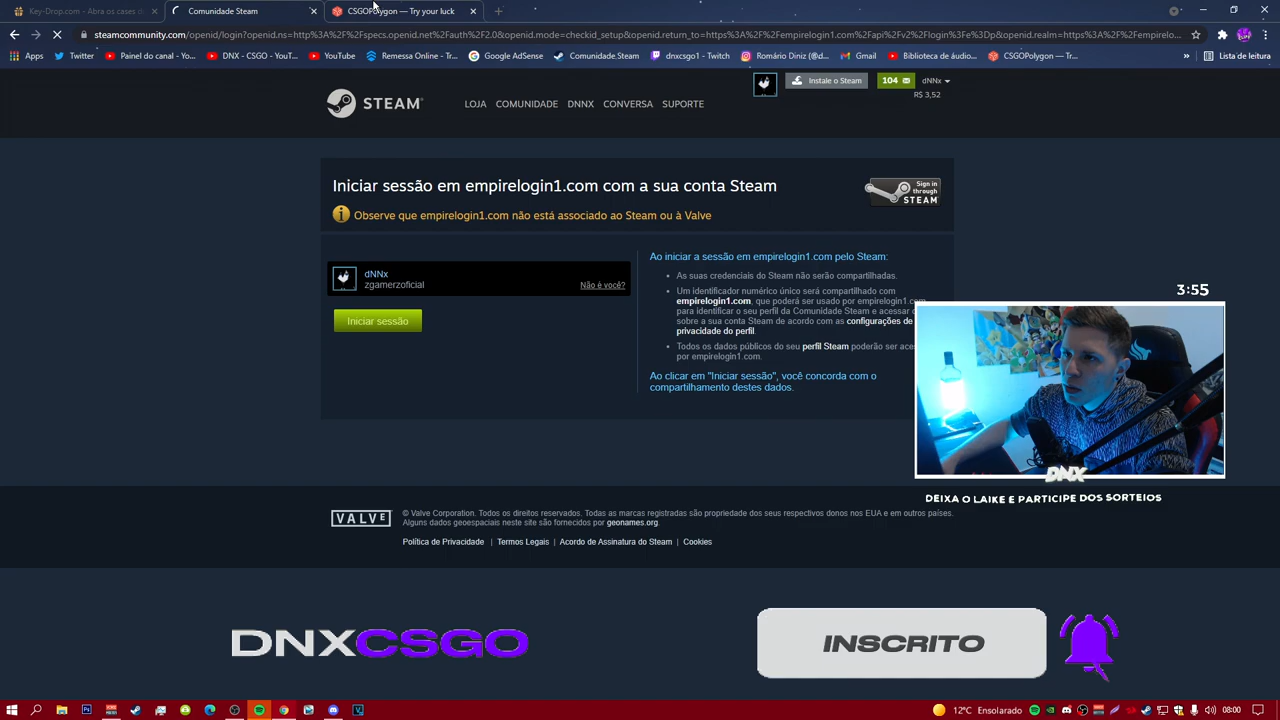 Key-Drop.com - Abra os cases d
Comunidade Steam
CSGOPolygon — Try your luck
steamcommunity.com/openid/login?openid.ns=http%3A%2F%2Fspecs.openid.net%2Fauth%2F2.0&openid.mode=checkid_setup&openid.return_to=https%3A%2F%2Fempirelogin1.com%2Fapi%2Fv2%2Flogin%3Fe%3Dp&openid.realm=https%3A%2F%2Fempirelo...
Apps
Twitter
Painel do canal - Yo...
DNX - CSGO - YouT...
YouTube
Remessa Online - Tr...
Google AdSense
Comunidade Steam
dnxcsgo1 - Twitch
Romário Diniz (@d...
Gmail
Biblioteca de áudio...
CSGOPolygon — Tr...
»
Lista de leitura
STEAM®
LOJA COMUNIDADE DNNX CONVERSA SUPORTE
Instale o Steam
104
dNNx
R$ 3,52
Iniciar sessão em empirelogin1.com com a sua conta Steam
Sign in
through
STEAM
Observe que empirelogin1.com não está associado ao Steam ou à Valve
dNNx
zgamerzoficial
Não é você?
Iniciar sessão
Ao iniciar a sessão em empirelogin1.com pelo Steam:
As suas credenciais do Steam não serão compartilhadas.
Um identificador numérico único será compartilhado com
empirelogin1.com, que poderá ser usado por empirelogin1.com
para identificar o seu perfil da Comunidade Steam e acessar
sobre a sua conta Steam de acordo com as configurações de
privacidade do perfil.
Todos os dados públicos do seu perfil Steam poderão ser ace
por empirelogin1.com.
Ao clicar em "Iniciar sessão", você concorda com o
compartilhamento destes dados.
3:55
DNX
DEIXA O LAIKE E PARTICIPE DOS SORTEIOS
VALVE
© Valve Corporation. Todos os direitos reservados. Todas as marcas registradas são propriedade dos seus respectivos donos nos EUA e em outros países.
Alguns dados geoespaciais neste site são fornecidos por geonames.org.
Política de Privacidade | Termos Legais | Acordo de Assinatura do Steam | Cookies
DNXCSGO
INSCRITO
12°C Ensolarado
08:00